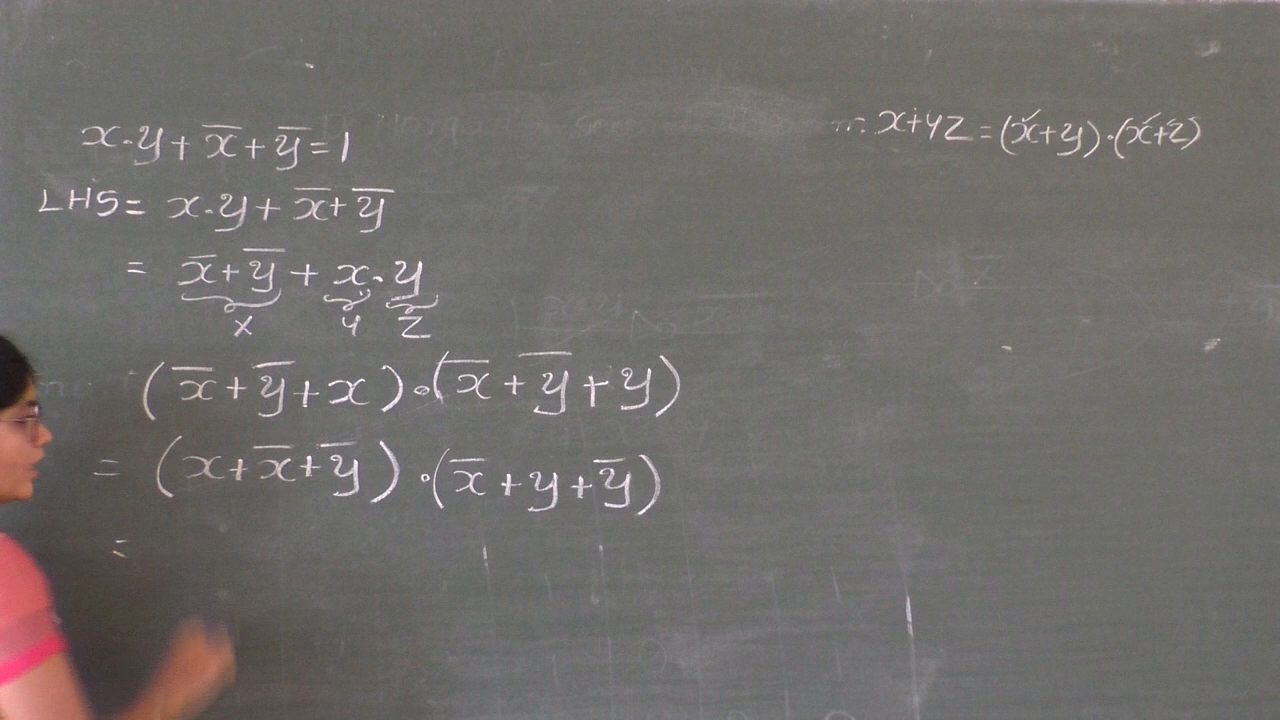 x·y+x̅+y̅=1
x+yz=(x+y)·(x+z)
LHS= x·y+x̅+y̅
= x̅+y̅+x·y
x y z
(x̅+y̅+x)·(x̅+y̅+y)
= (x+x̅+y̅)·(x̅+y+y̅)
=